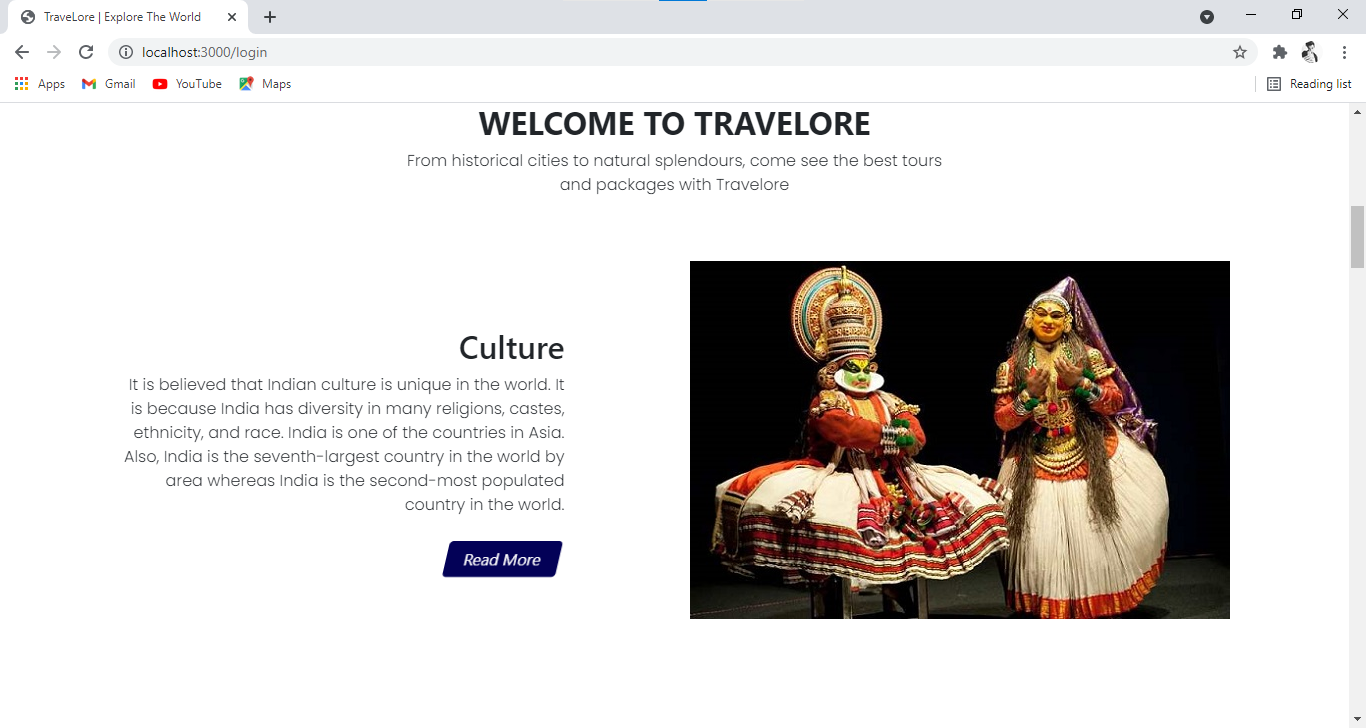 TraveLore | Explore The World
localhost:3000/login
Apps Gmail YouTube Maps Reading list
WELCOME TO TRAVELORE
From historical cities to natural splendours, come see the best tours
and packages with Travelore
Culture
It is believed that Indian culture is unique in the world. It
is because India has diversity in many religions, castes,
ethnicity, and race. India is one of the countries in Asia.
Also, India is the seventh-largest country in the world by
area whereas India is the second-most populated
country in the world.
Read More